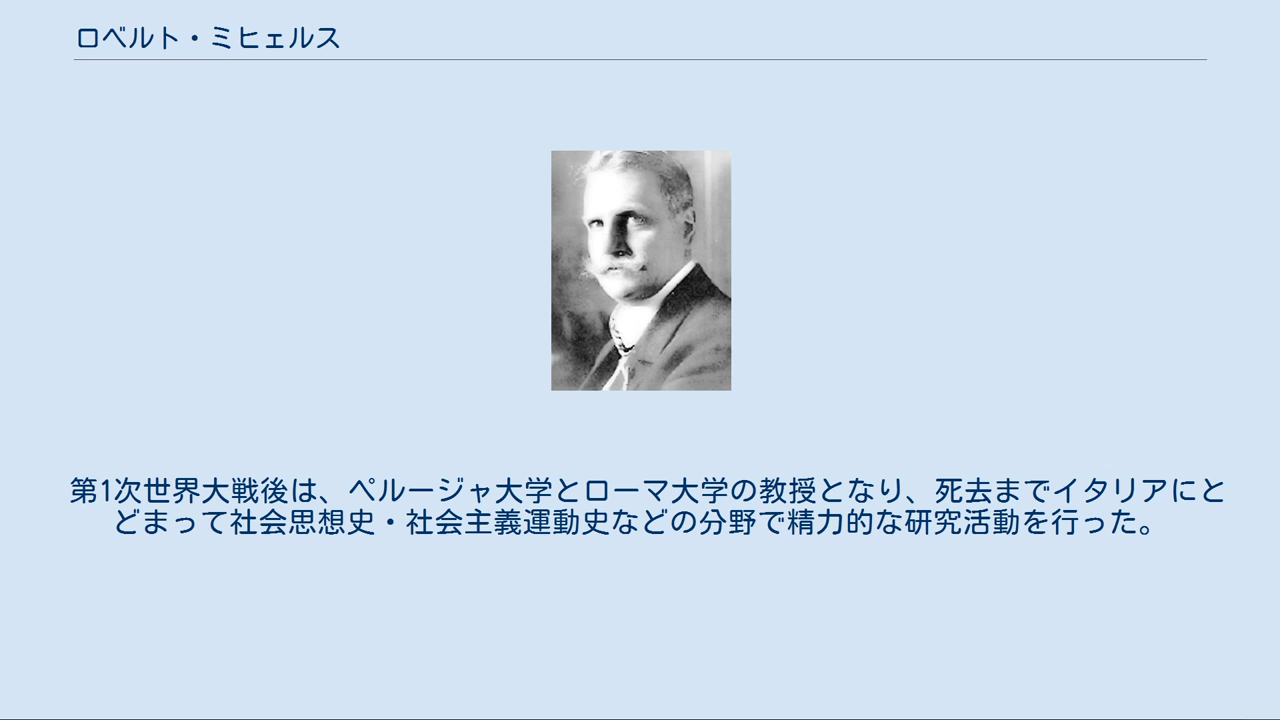 ロベルト・ミヒェルス
第1次世界大戦後は、ペルージャ大学とローマ大学の教授となり、死去までイタリアにと
どまって社会思想史・社会主義運動史などの分野で精力的な研究活動を行った。